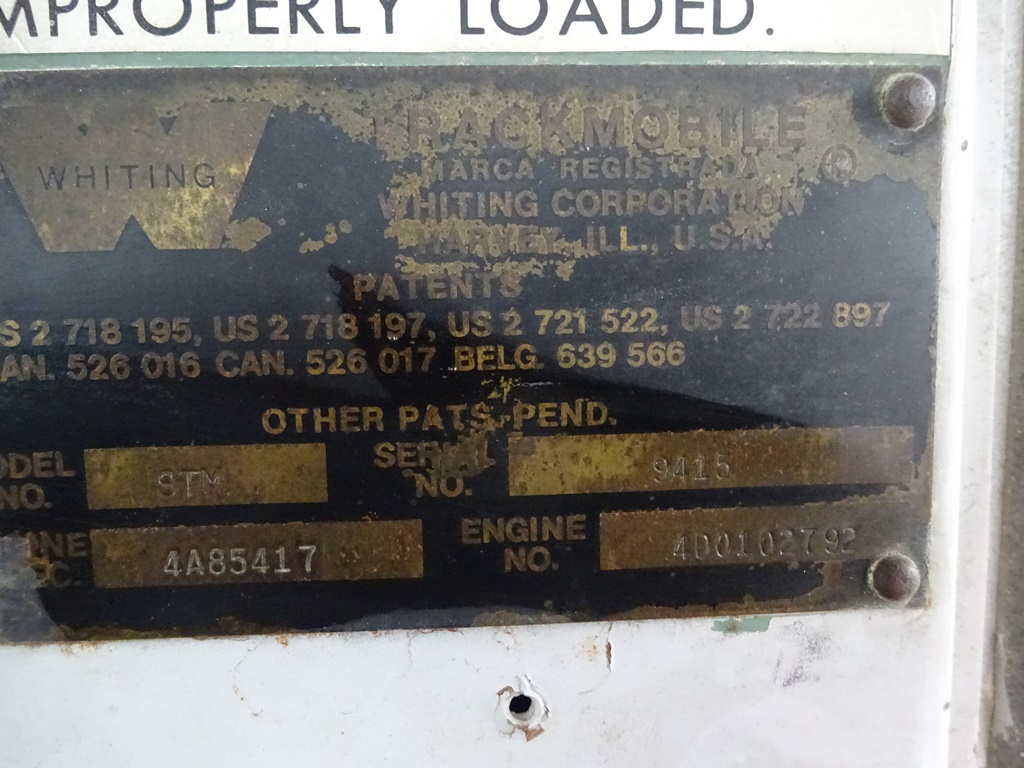 MPROPERLY LOADED.
WHITING
TRACKMOBILE
MARCA REGISTRADA ®
WHITING CORPORATION
HARVEY, ILL., U.S.A.
PATENTS
S 2 718 195, US 2 718 197, US 2 721 522, US 2 722 897
AN. 526 016 CAN. 526 017 BELG. 639 566
OTHER PATS. PEND.
ODEL NO. 9TM SERIAL NO. 9415
INE C. 4A85417 ENGINE NO. 4D0102792